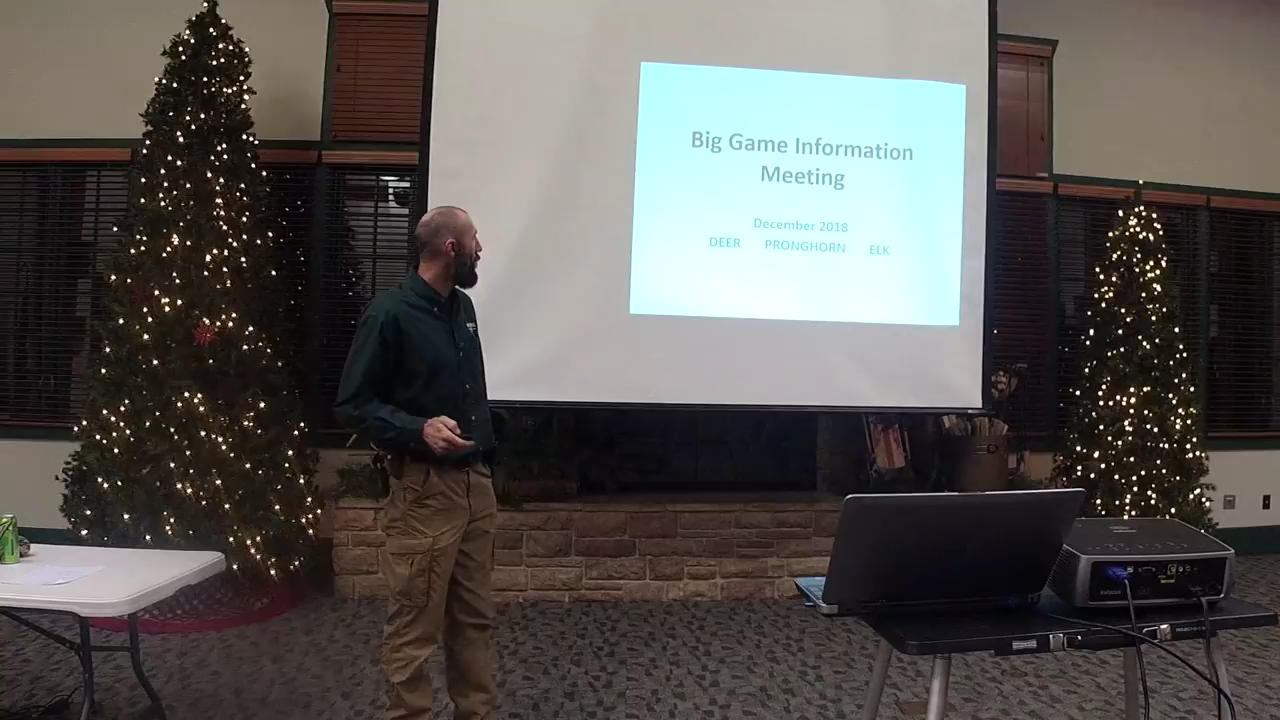 Big Game Information
Meeting
December 2018
DEER PRONGHORN ELK